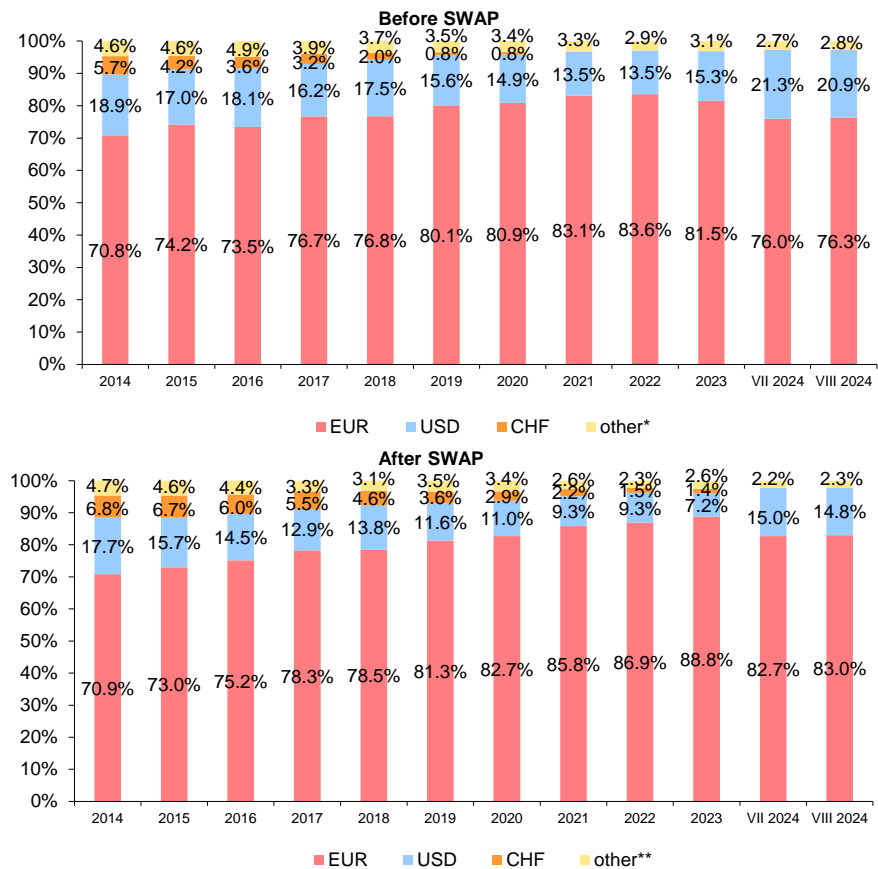 Before SWAP
100%
90%
80%
70%
60%
50%
40%
30%
20%
10%
0%
4.6% 4.6% 4.9% 3.9% 3.7% 3.5% 3.4% 3.3% 2.9% 3.1% 2.7% 2.8%
5.7% 4.2% 3.6% 3.2% 2.0% 0.8% 0.8%
18.9% 17.0% 18.1% 16.2% 17.5% 15.6% 14.9% 13.5% 13.5% 15.3% 21.3% 20.9%
70.8% 74.2% 73.5% 76.7% 76.8% 80.1% 80.9% 83.1% 83.6% 81.5% 76.0% 76.3%
2014 2015 2016 2017 2018 2019 2020 2021 2022 2023 VII 2024 VIII 2024
EUR USD CHF other*
After SWAP
100%
90%
80%
70%
60%
50%
40%
30%
20%
10%
0%
4.7% 4.6% 4.4% 3.3% 3.1% 3.5% 3.4% 2.6% 2.3% 2.6% 2.2% 2.3%
6.8% 6.7% 6.0% 5.5% 4.6% 3.6% 2.9% 2.2% 1.5% 1.4%
17.7% 15.7% 14.5% 12.9% 13.8% 11.6% 11.0% 9.3% 9.3% 7.2% 15.0% 14.8%
70.9% 73.0% 75.2% 78.3% 78.5% 81.3% 82.7% 85.8% 86.9% 88.8% 82.7% 83.0%
2014 2015 2016 2017 2018 2019 2020 2021 2022 2023 VII 2024 VIII 2024
EUR USD CHF other**